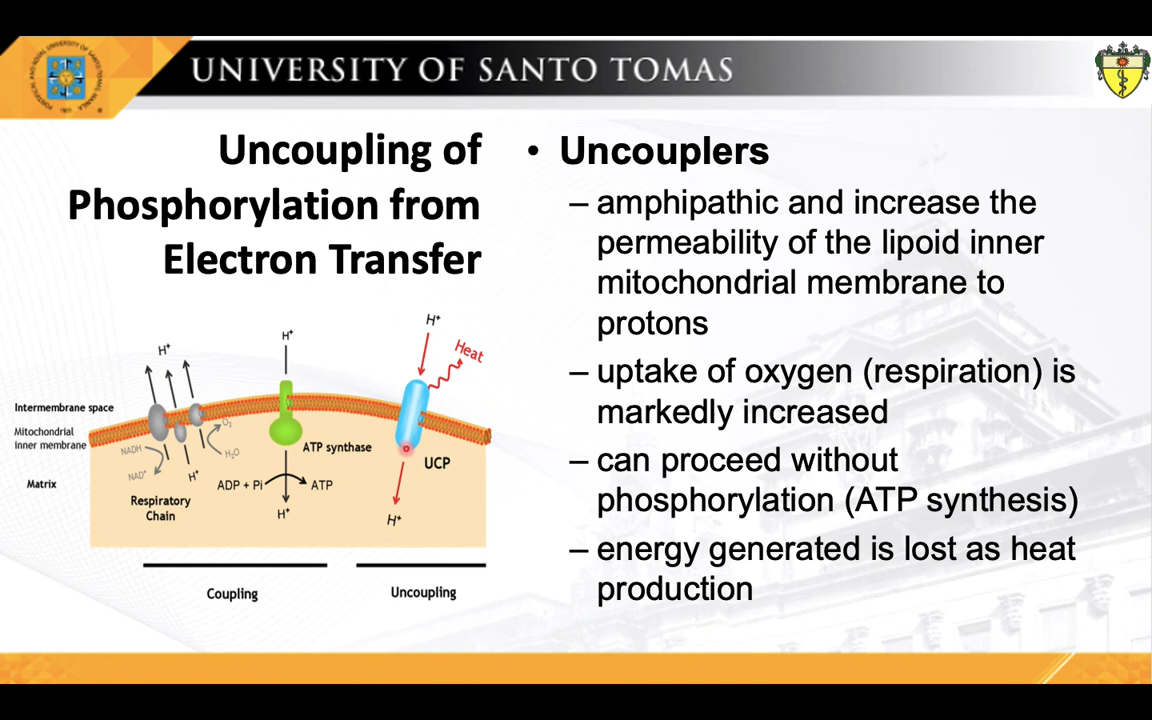 UNIVERSITY OF SANTO TOMAS
Uncoupling of
Phosphorylation from
Electron Transfer
• Uncouplers
– amphipathic and increase the
permeability of the lipoid inner
mitochondrial membrane to
protons
– uptake of oxygen (respiration) is
markedly increased
– can proceed without
phosphorylation (ATP synthesis)
– energy generated is lost as heat
production
H⁺
H⁺
H⁺
Heat
Intermembrane space
Mitochondrial
inner membrane
Matrix
NADH
NAD⁺
H⁺
O₂
H₂O
Respiratory
Chain
ATP synthase
ADP + Pi
ATP
H⁺
UCP
H⁺
Coupling
Uncoupling